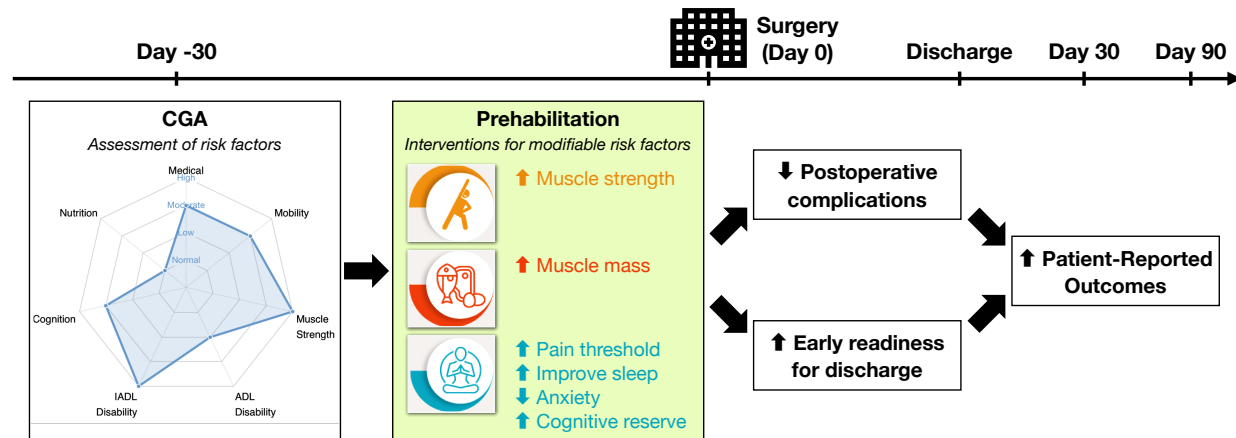 Day -30
Surgery
(Day 0)
Discharge
Day 30
Day 90
CGA
Assessment of risk factors
Medical
High
Moderate
Low
Normal
Nutrition
Mobility
Cognition
Muscle
Strength
IADL
Disability
ADL
Disability
Prehabilitation
Interventions for modifiable risk factors
Muscle strength
Muscle mass
Pain threshold
Improve sleep
Anxiety
Cognitive reserve
Postoperative
complications
Early readiness
for discharge
Patient-Reported
Outcomes